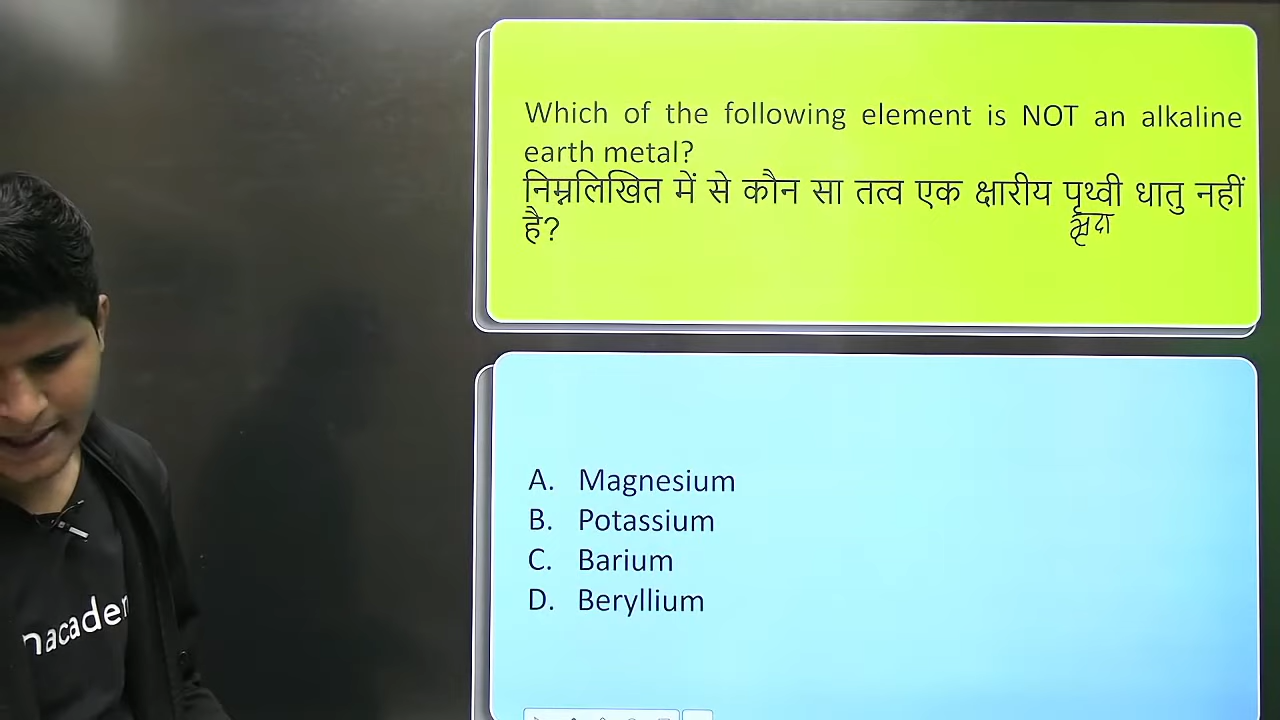 Which of the following element is NOT an alkaline
earth metal?
निम्नलिखित में से कौन सा तत्व एक क्षारीय पृथ्वी धातु नहीं
है?
मृदा
A. Magnesium
B. Potassium
C. Barium
D. Beryllium
nacadem